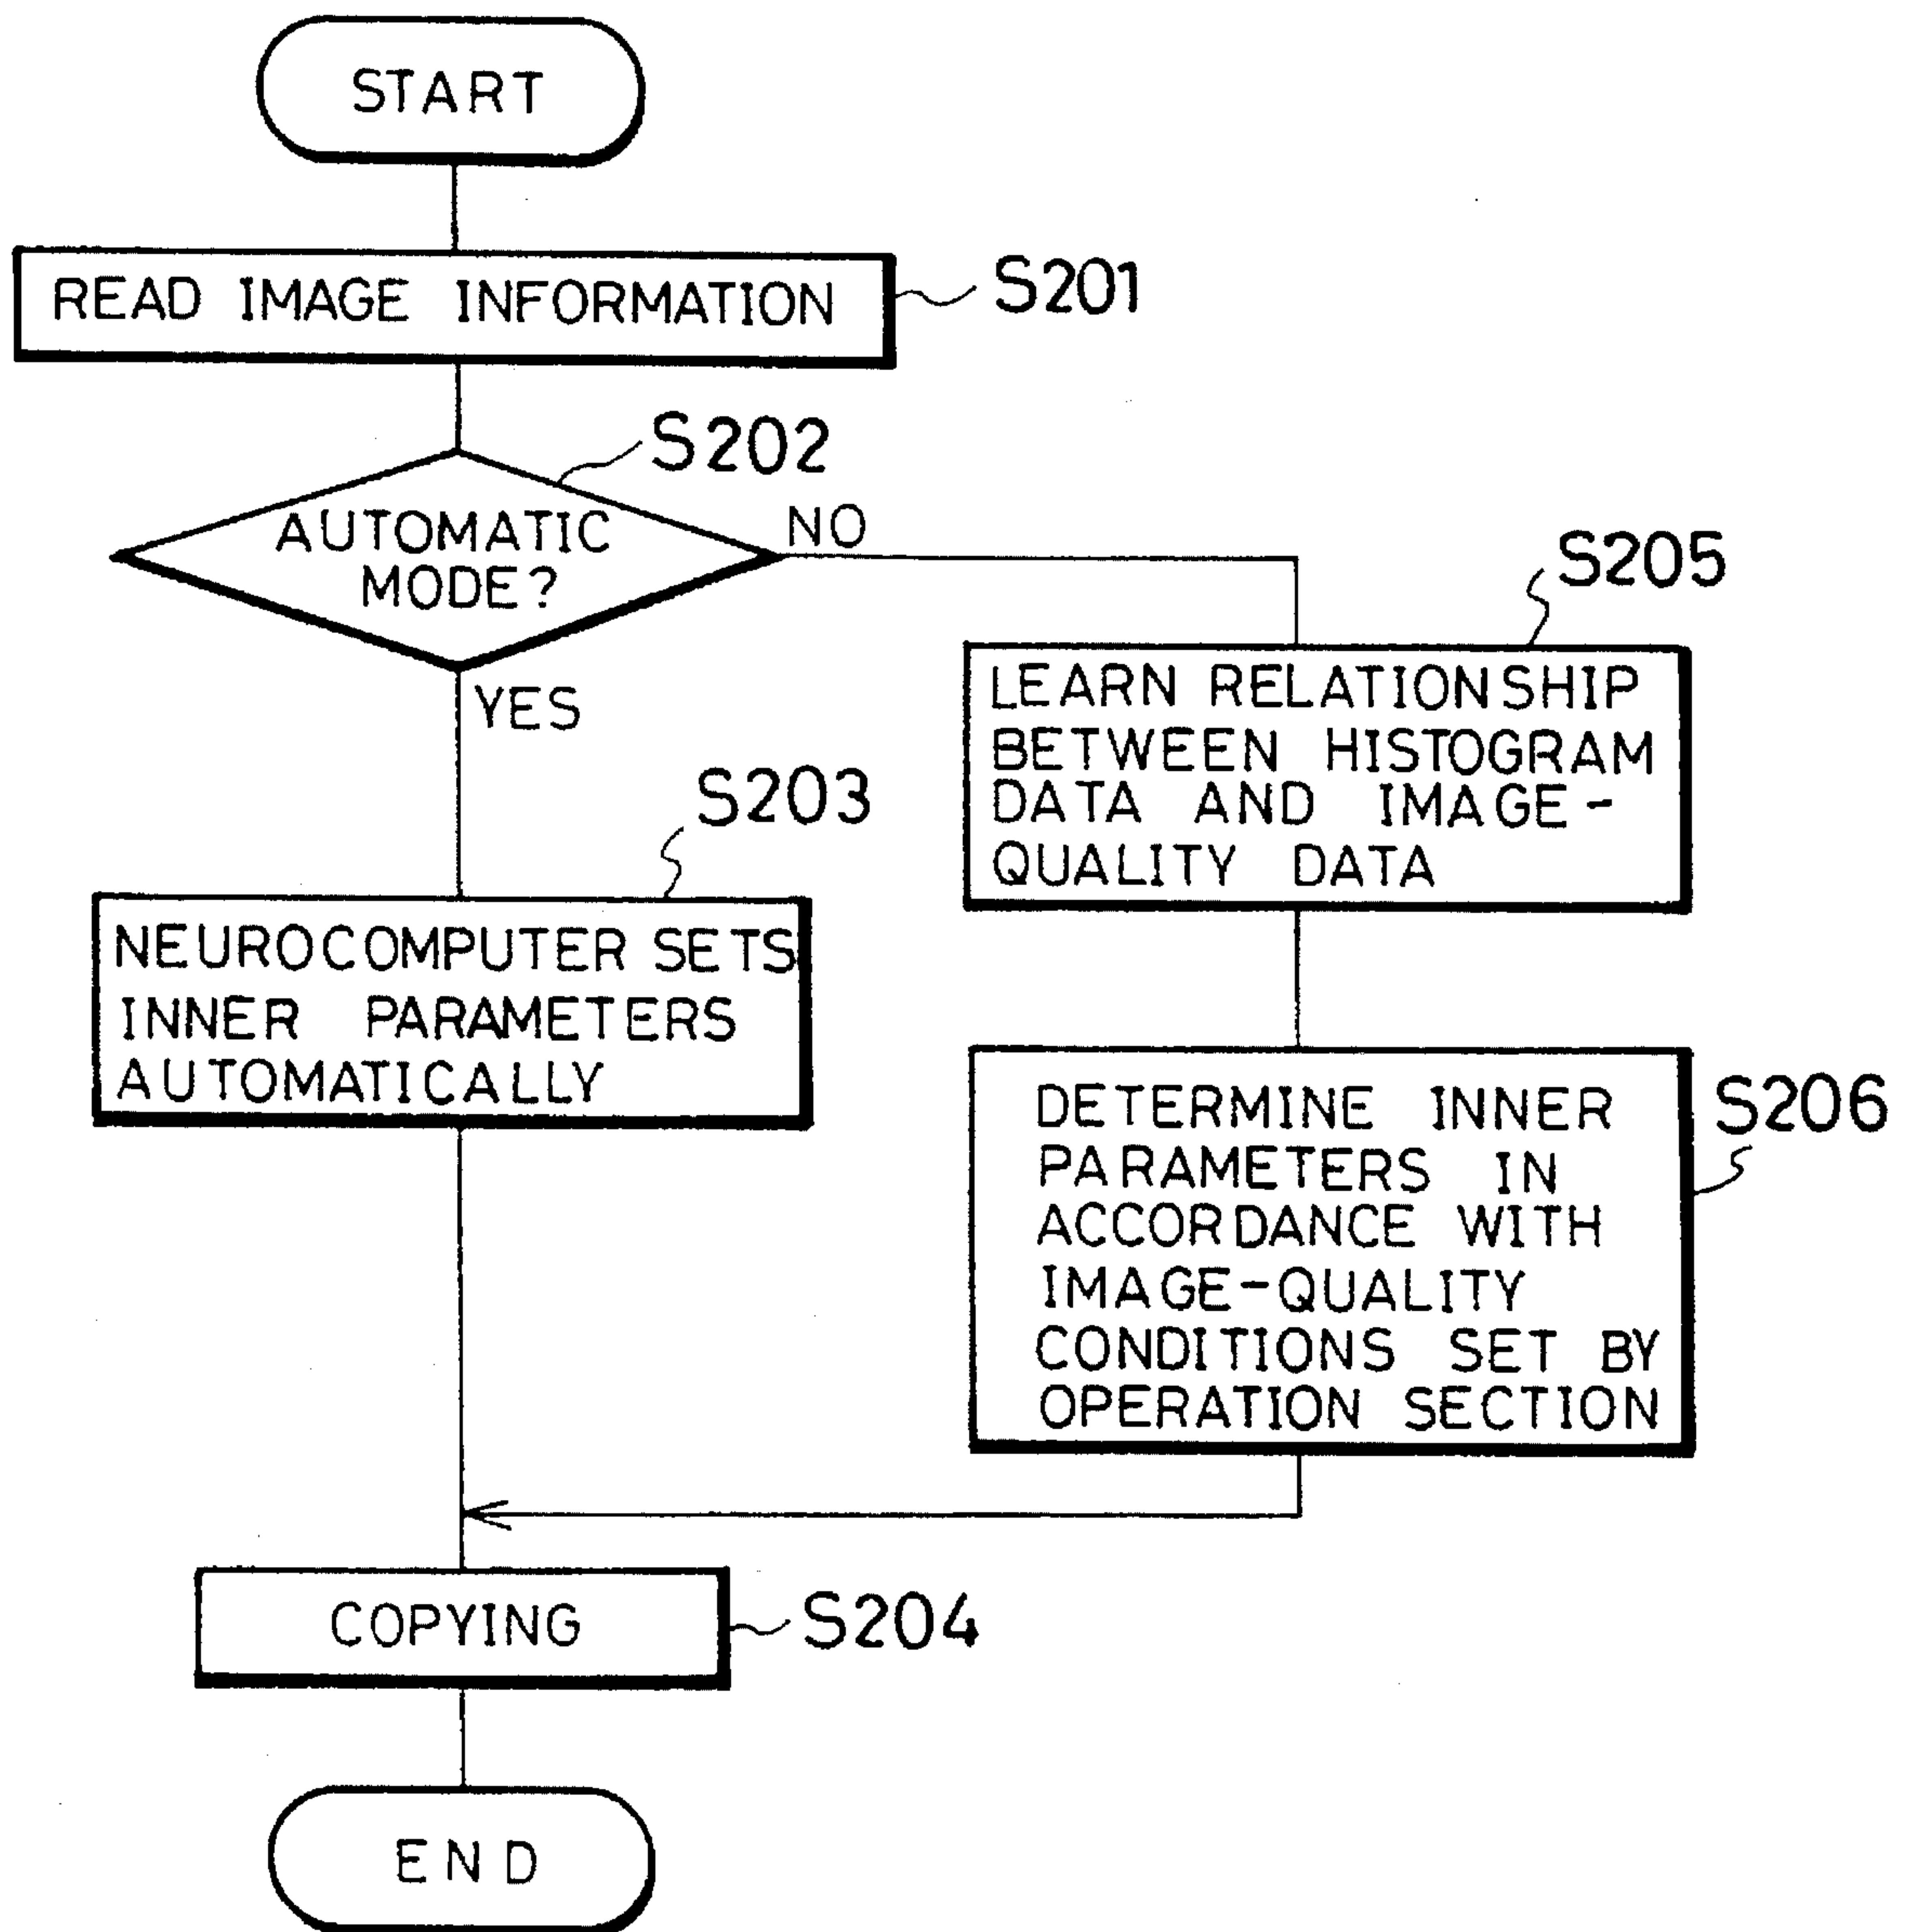 START
READ IMAGE INFORMATION
S201
S202
AUTOMATIC
MODE?
NO
YES
S203
NEUROCOMPUTER SETS
INNER PARAMETERS
AUTOMATICALLY
S205
LEARN RELATIONSHIP
BETWEEN HISTOGRAM
DATA AND IMAGE-
QUALITY DATA
S206
DETERMINE INNER
PARAMETERS IN
ACCORDANCE WITH
IMAGE-QUALITY
CONDITIONS SET BY
OPERATION SECTION
COPYING
S204
END